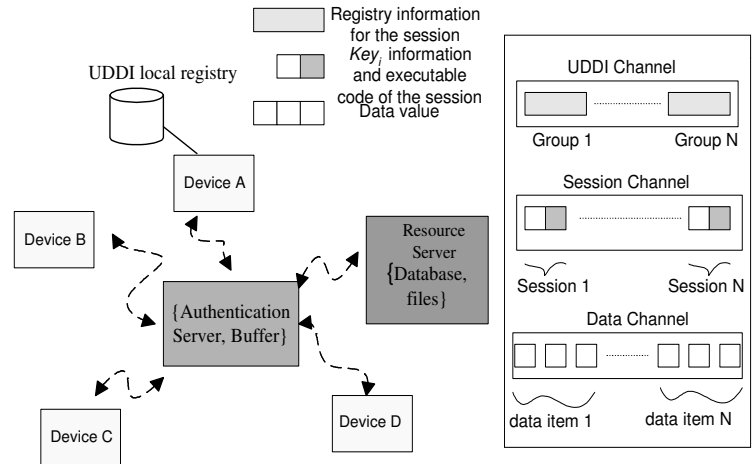 Registry information
for the session
Key_i information
and executable
code of the session
Data value
UDDI local registry
Device A
Device B
Resource
Server
{Database,
files}
{Authentication
Server, Buffer}
Device C
Device D
UDDI Channel
Group 1 Group N
Session Channel
Session 1 Session N
Data Channel
data item 1 data item N